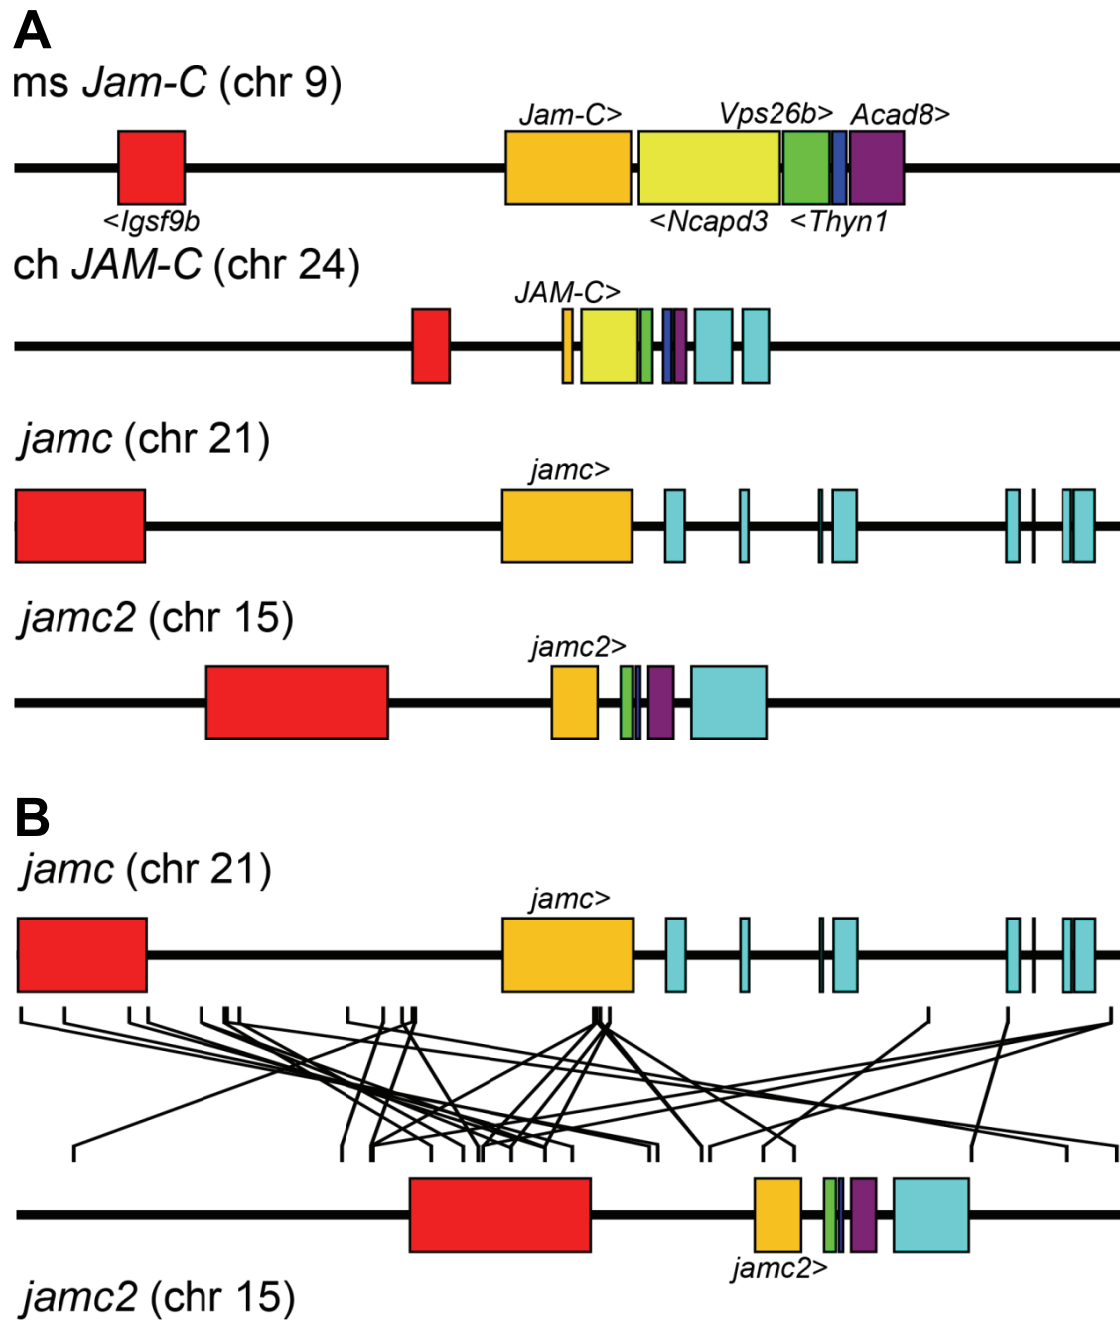 A
ms Jam-C (chr 9)
Jam-C> Vps26b> Acad8>
<Igsf9b <Ncapd3 <Thyn1
ch JAM-C (chr 24)
JAM-C>
jamc (chr 21)
jamc>
jamc2 (chr 15)
jamc2>
B
jamc (chr 21)
jamc>
jamc2>
jamc2 (chr 15)